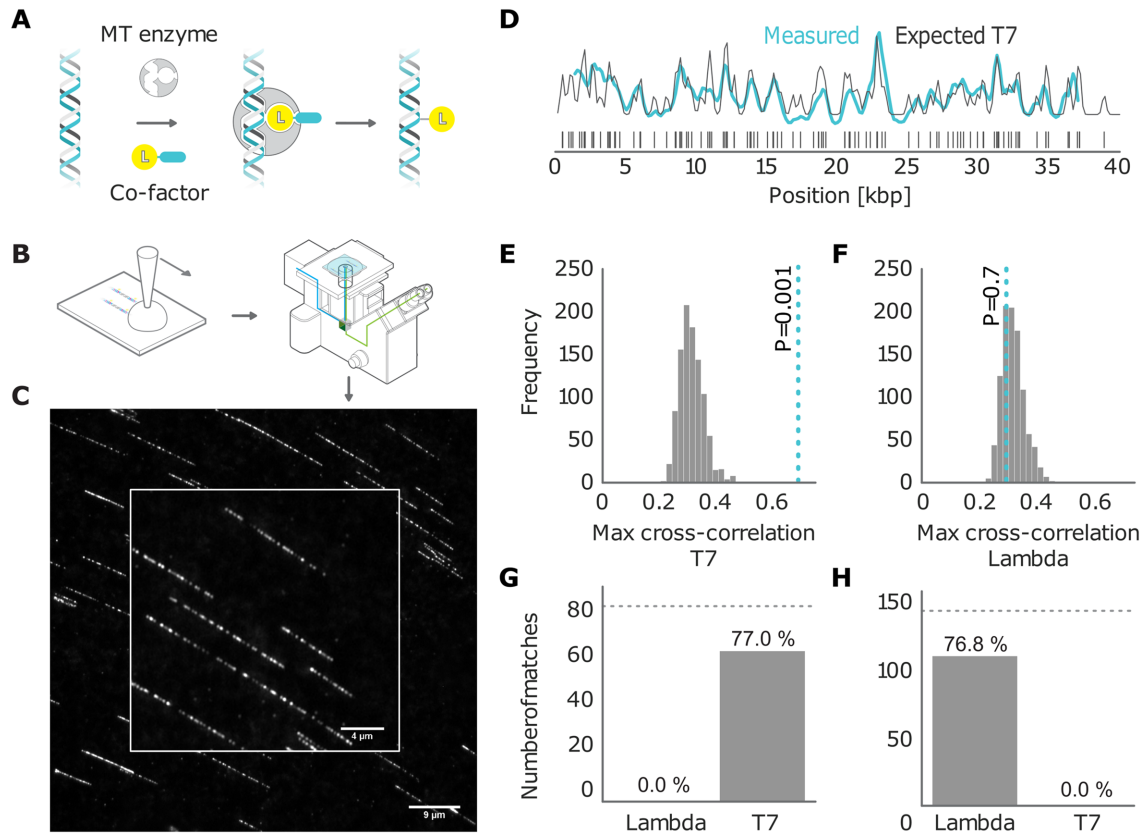 A
MT enzyme
L
L
L
Co-factor
B
C
4 µm
9 µm
D
Measured
Expected T7
0
5
10
15
20
25
30
35
40
Position [kbp]
E
250
200
150
100
50
0
Frequency
P=0.001
0
0.2
0.4
0.6
Max cross-correlation
T7
F
250
200
150
100
50
0
P=0.7
0
0.2
0.4
0.6
Max cross-correlation
Lambda
G
80
60
40
20
0
Numberofmatches
77.0 %
0.0 %
Lambda
T7
H
150
100
50
0
76.8 %
0.0 %
Lambda
T7